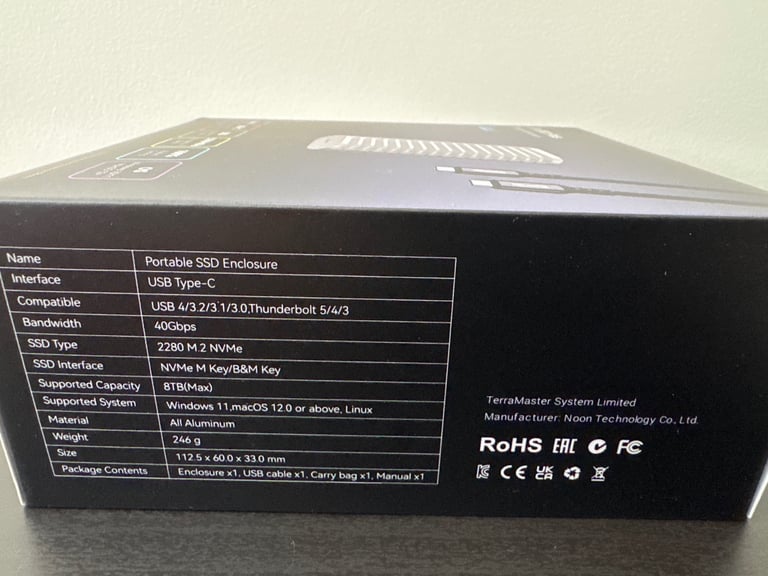 Name Portable SSD Enclosure
Interface USB Type-C
Compatible USB 4/3.2/3.1/3.0,Thunderbolt 5/4/3
Bandwidth 40Gbps
SSD Type 2280 M.2 NVMe
SSD Interface NVMe M Key/B&M Key
Supported Capacity 8TB(Max)
Supported System Windows 11,macOS 12.0 or above, Linux
Material All Aluminum
Weight 246 g
Size 112.5 x 60.0 x 33.0 mm
Package Contents Enclosure x1, USB cable x1, Carry bag x1, Manual x1
TerraMaster System Limited
Manufacturer: Noon Technology Co., Ltd.
RoHS EAC FC
CE UK CA